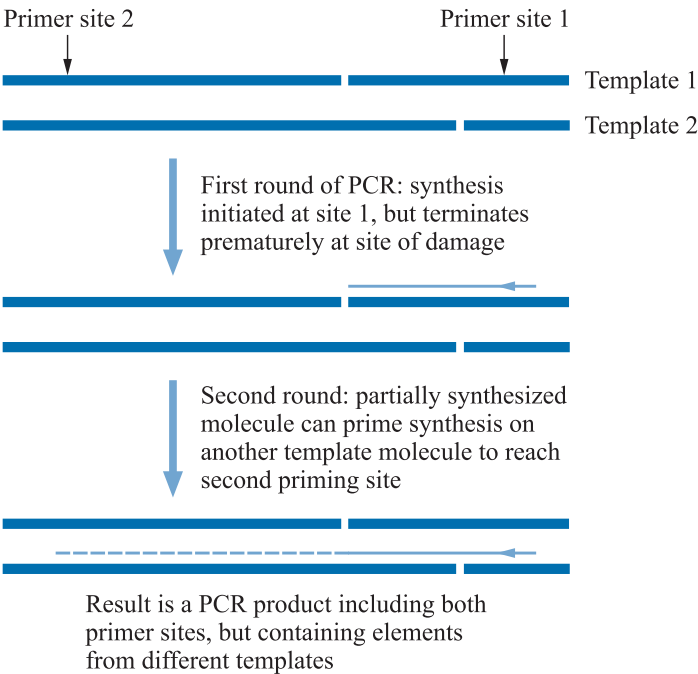 Primer site 2
Primer site 1
Template 1
Template 2
First round of PCR: synthesis
initiated at site 1, but terminates
prematurely at site of damage
Second round: partially synthesized
molecule can prime synthesis on
another template molecule to reach
second priming site
Result is a PCR product including both
primer sites, but containing elements
from different templates